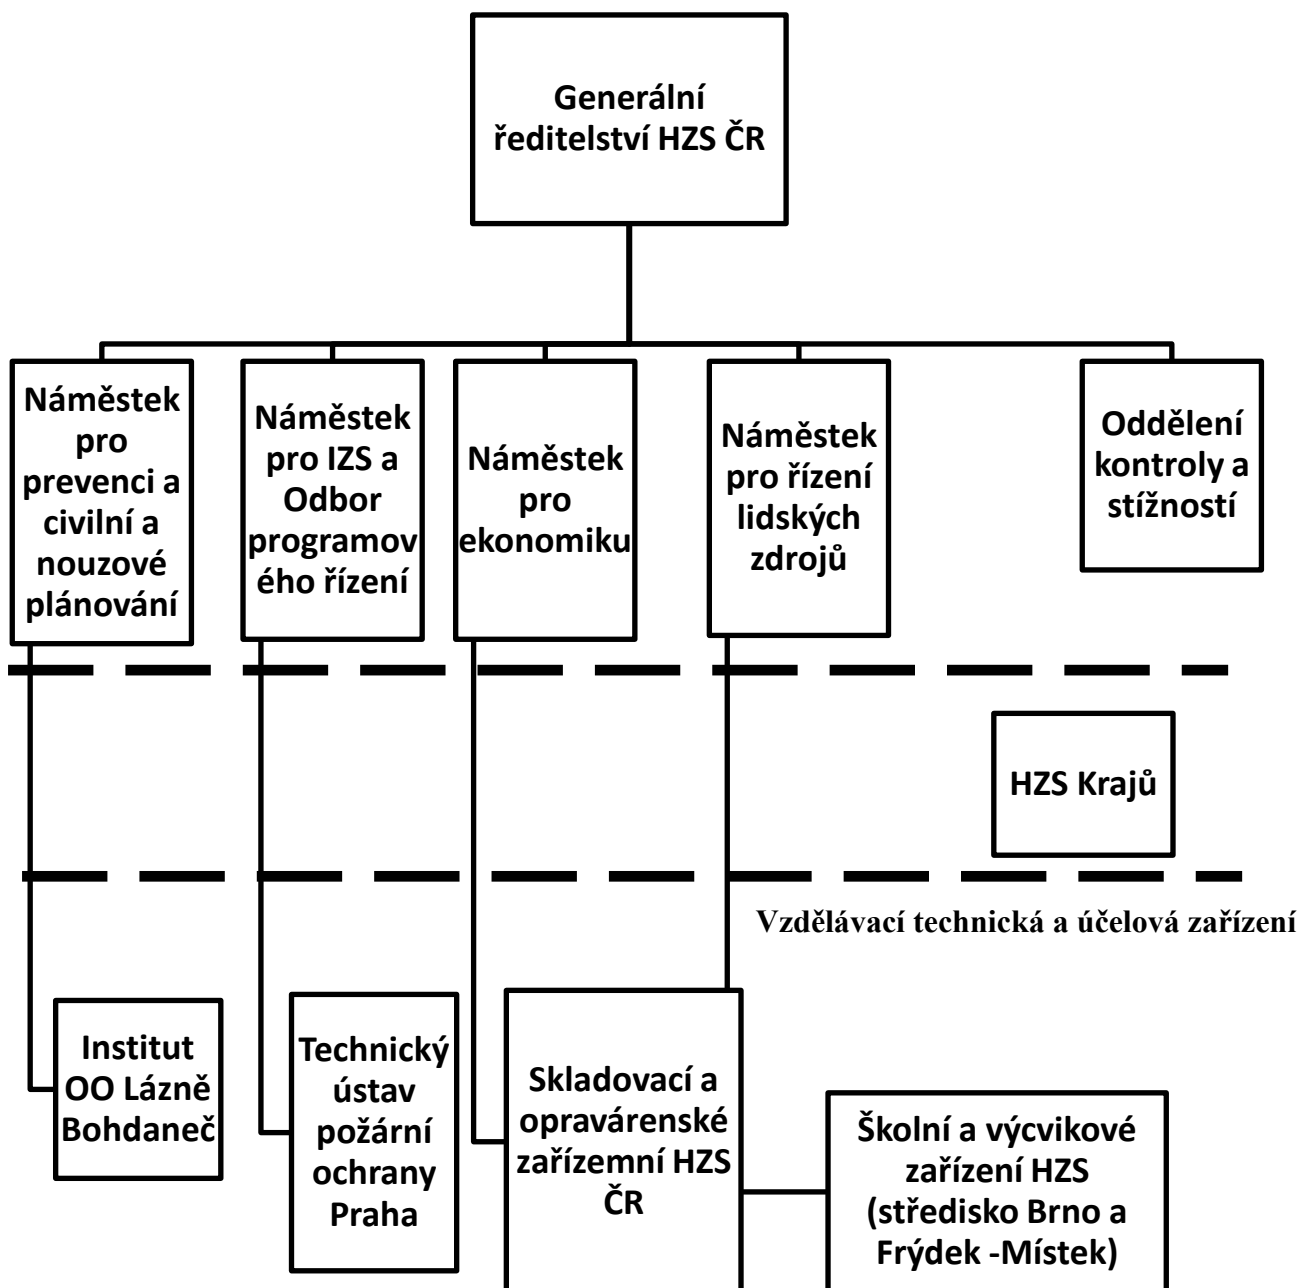 Generální
ředitelství HZS ČR
Náměstek
pro
prevenci a
civilní a
nouzové
plánování
Náměstek
pro IZS a
Odbor
programov
ého řízení
Náměstek
pro
ekonomiku
Náměstek
pro řízení
lidských
zdrojů
Oddělení
kontroly a
stížností
HZS Krajů
Vzdělávací technická a účelová zařízení
Institut
OO Lázně
Bohdaneč
Technický
ústav
požární
ochrany
Praha
Skladovací a
opravárenské
zařízemní HZS
ČR
Školní a výcvikové
zařízení HZS
(středisko Brno a
Frýdek -Místek)